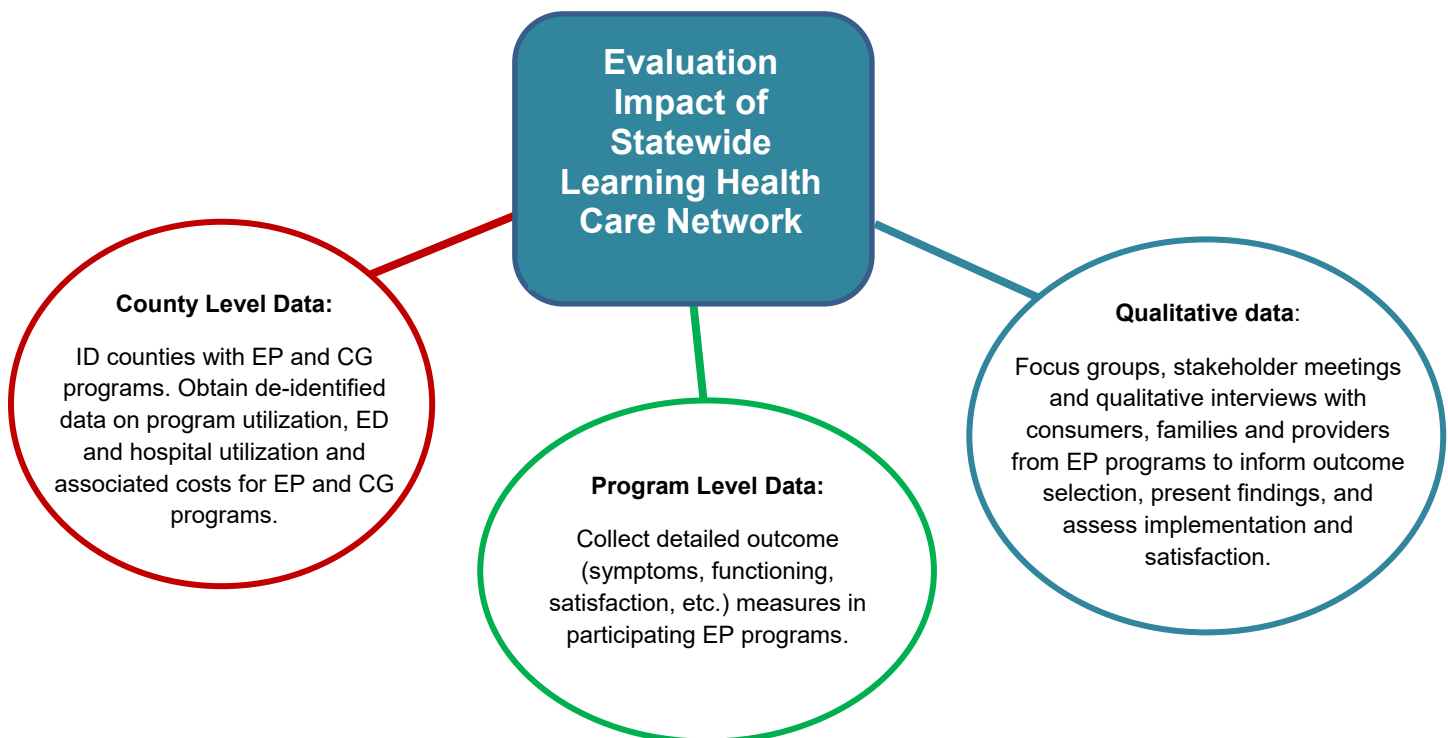 Evaluation
Impact of
Statewide
Learning Health
Care Network
County Level Data:
ID counties with EP and CG
programs. Obtain de-identified
data on program utilization, ED
and hospital utilization and
associated costs for EP and CG
programs.
Program Level Data:
Collect detailed outcome
(symptoms, functioning,
satisfaction, etc.) measures in
participating EP programs.
Qualitative data:
Focus groups, stakeholder meetings
and qualitative interviews with
consumers, families and providers
from EP programs to inform outcome
selection, present findings, and
assess implementation and
satisfaction.